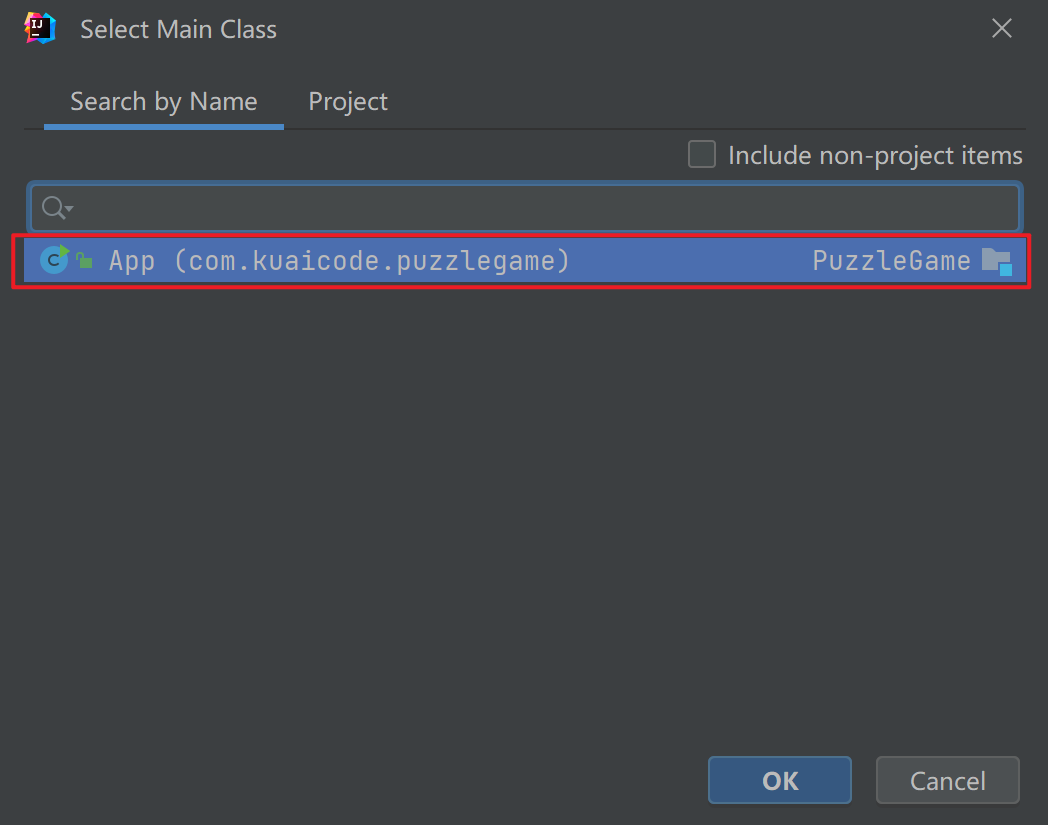 IJ
Select Main Class
Search by Name Project
Include non-project items
C App (com.kuaicode.puzzlegame) PuzzleGame
OK Cancel